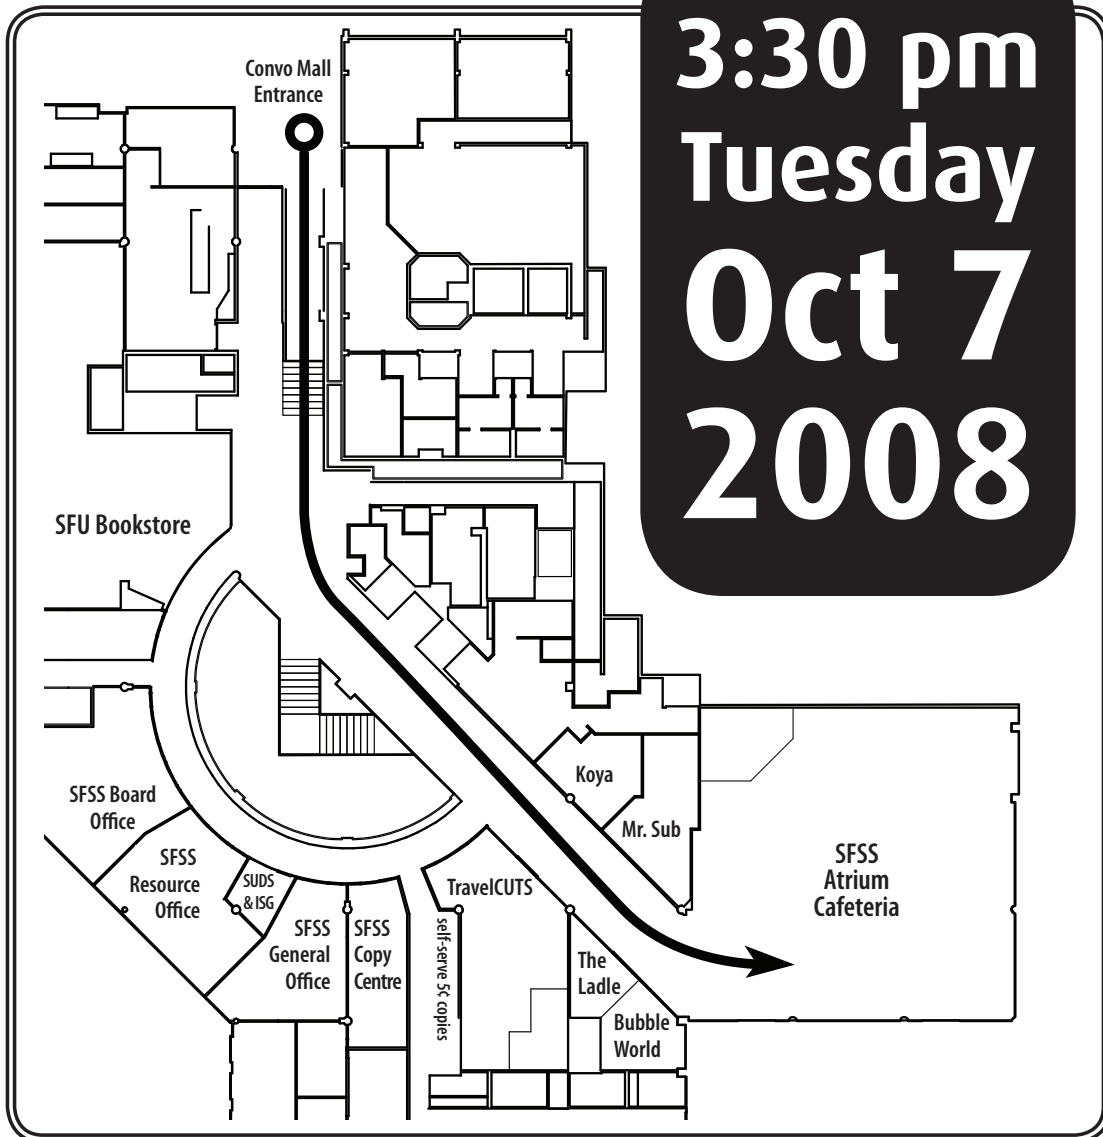 3:30 pm
Tuesday
Oct 7
2008
Convo Mall
Entrance
SFU Bookstore
SFSS Board
Office
SFSS
Resource
Office
SUDS
& ISG
SFSS
General
Office
SFSS
Copy
Centre
self-serve 5¢ copies
TravelCUTS
The
Ladle
Bubble
World
Koya
Mr. Sub
SFSS
Atrium
Cafeteria